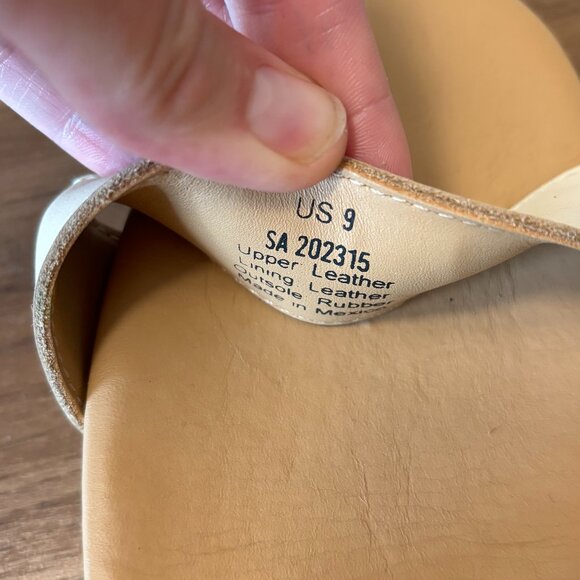 US 9
SA 202315
Upper Leather
Lining Leather
Outsole Rubber
Made in Mexico